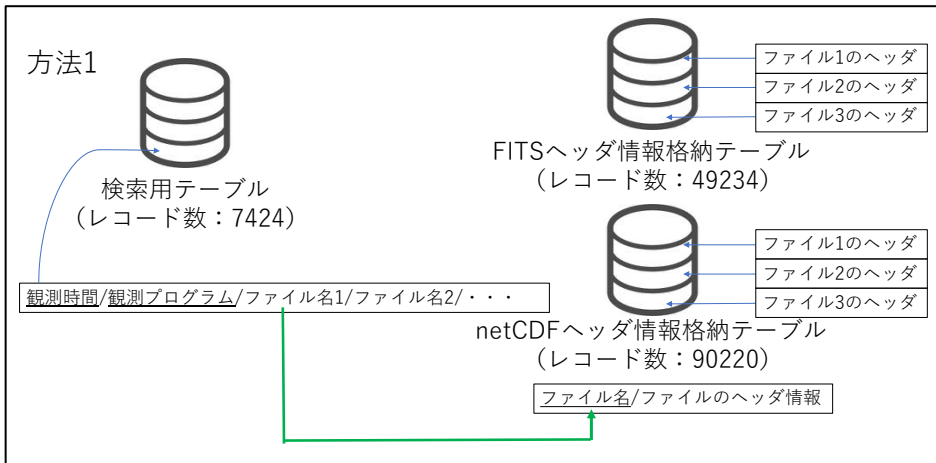 方法1
検索用テーブル
（レコード数：7424）
観測時間/観測プログラム/ファイル名1/ファイル名2/・・・
ファイル1のヘッダ
ファイル2のヘッダ
ファイル3のヘッダ
FITSヘッダ情報格納テーブル
（レコード数：49234）
ファイル1のヘッダ
ファイル2のヘッダ
ファイル3のヘッダ
netCDFヘッダ情報格納テーブル
（レコード数：90220）
ファイル名/ファイルのヘッダ情報